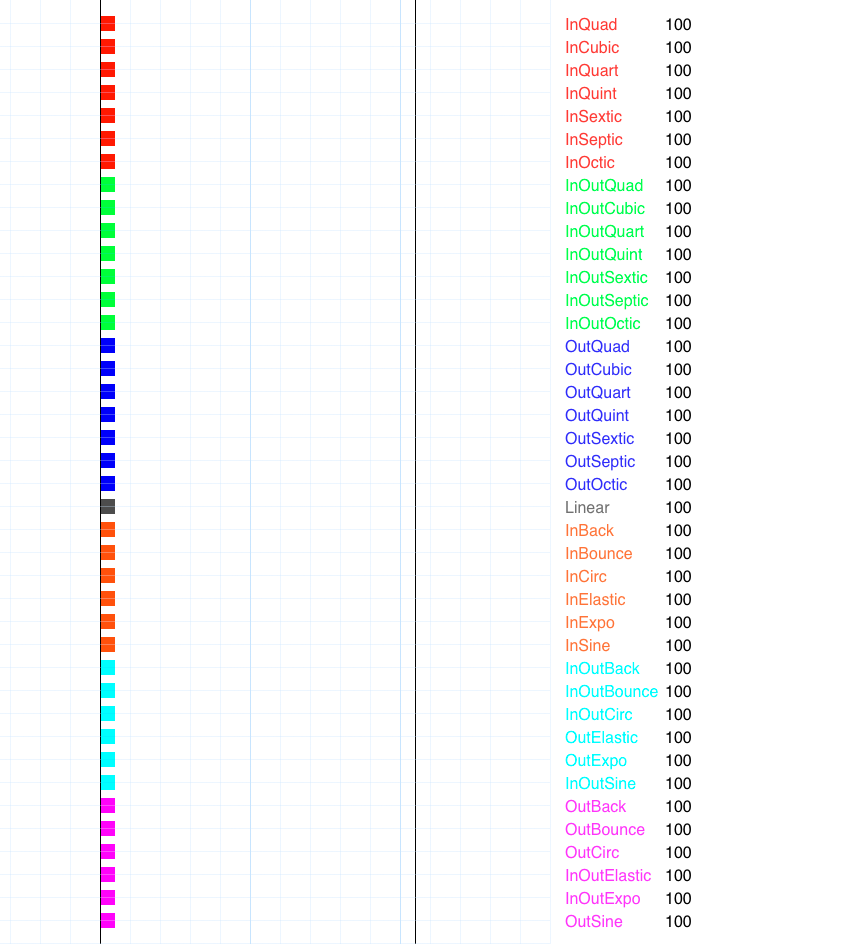 InQuad 100
InCubic 100
InQuart 100
InQuint 100
InSextic 100
InSeptic 100
InOctic 100
InOutQuad 100
InOutCubic 100
InOutQuart 100
InOutQuint 100
InOutSextic 100
InOutSeptic 100
InOutOctic 100
OutQuad 100
OutCubic 100
OutQuart 100
OutQuint 100
OutSextic 100
OutSeptic 100
OutOctic 100
Linear 100
InBack 100
InBounce 100
InCirc 100
InElastic 100
InExpo 100
InSine 100
InOutBack 100
InOutBounce 100
InOutCirc 100
OutElastic 100
OutExpo 100
InOutSine 100
OutBack 100
OutBounce 100
OutCirc 100
InOutElastic 100
InOutExpo 100
OutSine 100